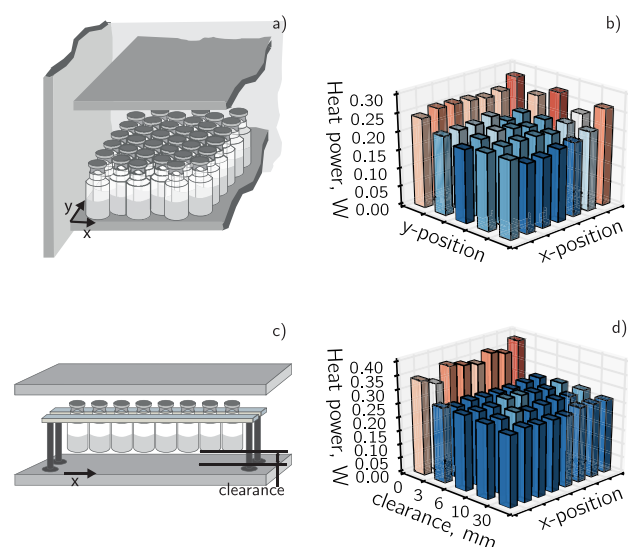 a)
y
x
b)
Heat power, W
0.30
0.25
0.20
0.15
0.10
0.05
0.00
y-position
x-position
c)
x
clearance
d)
Heat power, W
0.40
0.35
0.30
0.25
0.20
0.15
0.10
0.05
0.00
0
3
6
10
30
clearance, mm
x-position